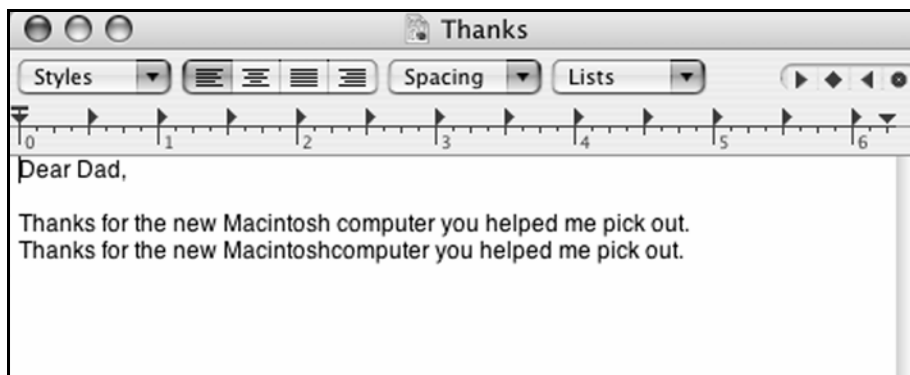 Thanks
Styles Spacing Lists
0 1 2 3 4 5 6
Dear Dad,
Thanks for the new Macintosh computer you helped me pick out.
Thanks for the new Macintoshcomputer you helped me pick out.